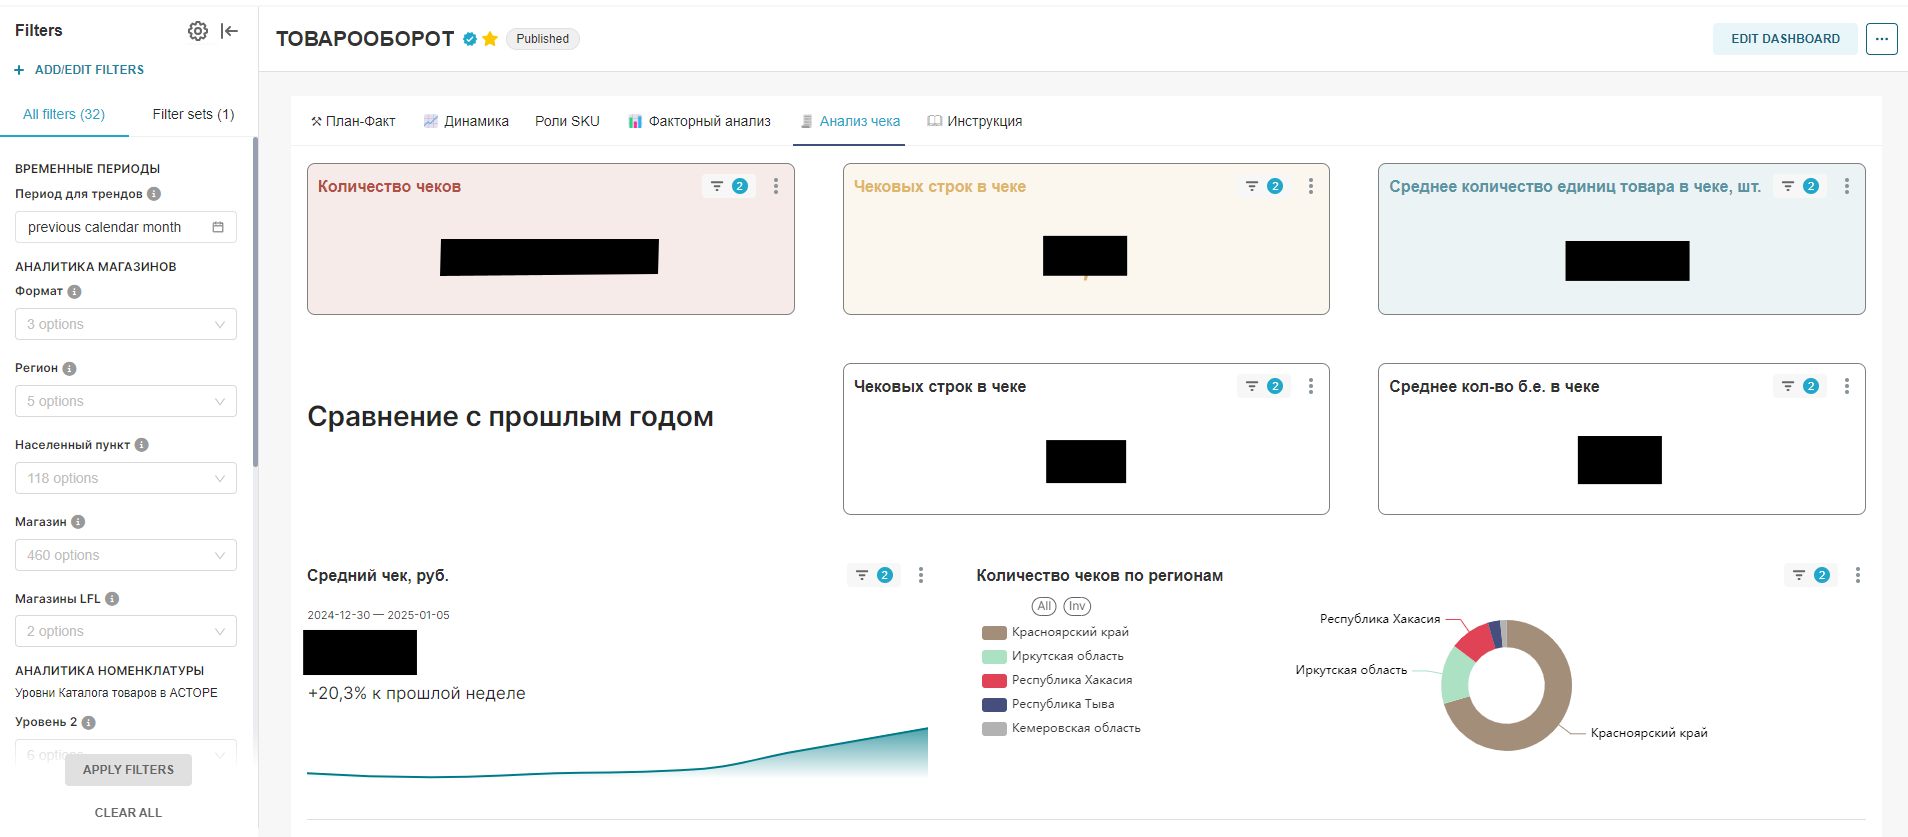 Filters
ADD/EDIT FILTERS
All filters (32)
Filter sets (1)
ВРЕМЕННЫЕ ПЕРИОДЫ
Период для трендов
previous calendar month
АНАЛИТИКА МАГАЗИНОВ
Формат
3 options
Регион
5 options
Населенный пункт
118 options
Магазин
460 options
Магазины LFL
2 options
АНАЛИТИКА НОМЕНКЛАТУРЫ
Уровни Каталога товаров в АСТОРЕ
Уровень 2
6 options
APPLY FILTERS
CLEAR ALL
ТОВАРООБОРОТ
Published
EDIT DASHBOARD
План-Факт
Динамика
Роли SKU
Факторный анализ
Анализ чека
Инструкция
Количество чеков
2
Чековых строк в чеке
2
Среднее количество единиц товара в чеке, шт.
2
Сравнение с прошлым годом
Чековых строк в чеке
2
Среднее кол-во б.е. в чеке
2
Средний чек, руб.
2
2024-12-30 — 2025-01-05
+20,3% к прошлой неделе
Количество чеков по регионам
2
All
Inv
Красноярский край
Иркутская область
Республика Хакасия
Республика Тыва
Кемеровская область
Республика Хакасия
Иркутская область
Красноярский край